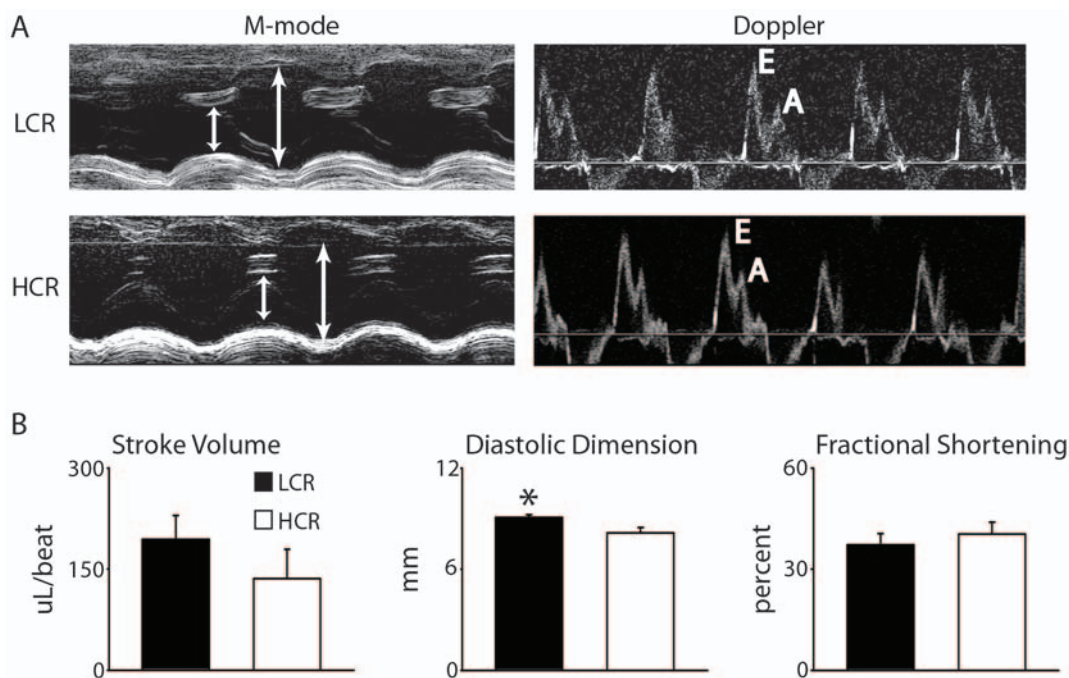 A
M-mode
Doppler
LCR
E
A
HCR
E
A
B
Stroke Volume
Diastolic Dimension
Fractional Shortening
300
150
0
uL/beat
LCR
HCR
12
6
0
mm
*
60
30
0
percent